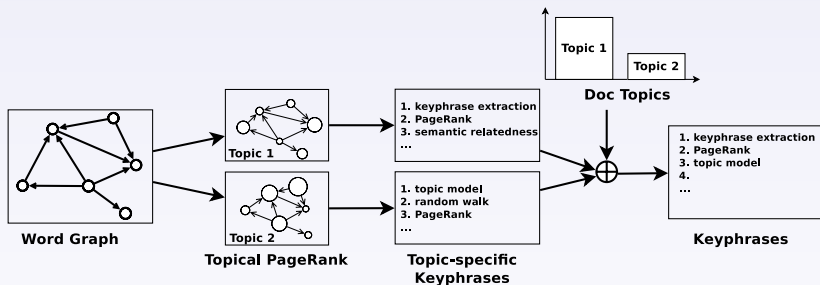 Topic 1
Topic 2
Doc Topics
Word Graph
Topic 1
Topic 2
Topical PageRank
1. keyphrase extraction
2. PageRank
3. semantic relatedness
...
1. topic model
2. random walk
3. PageRank
...
Topic-specific
Keyphrases
1. keyphrase extraction
2. PageRank
3. topic model
4.
...
Keyphrases